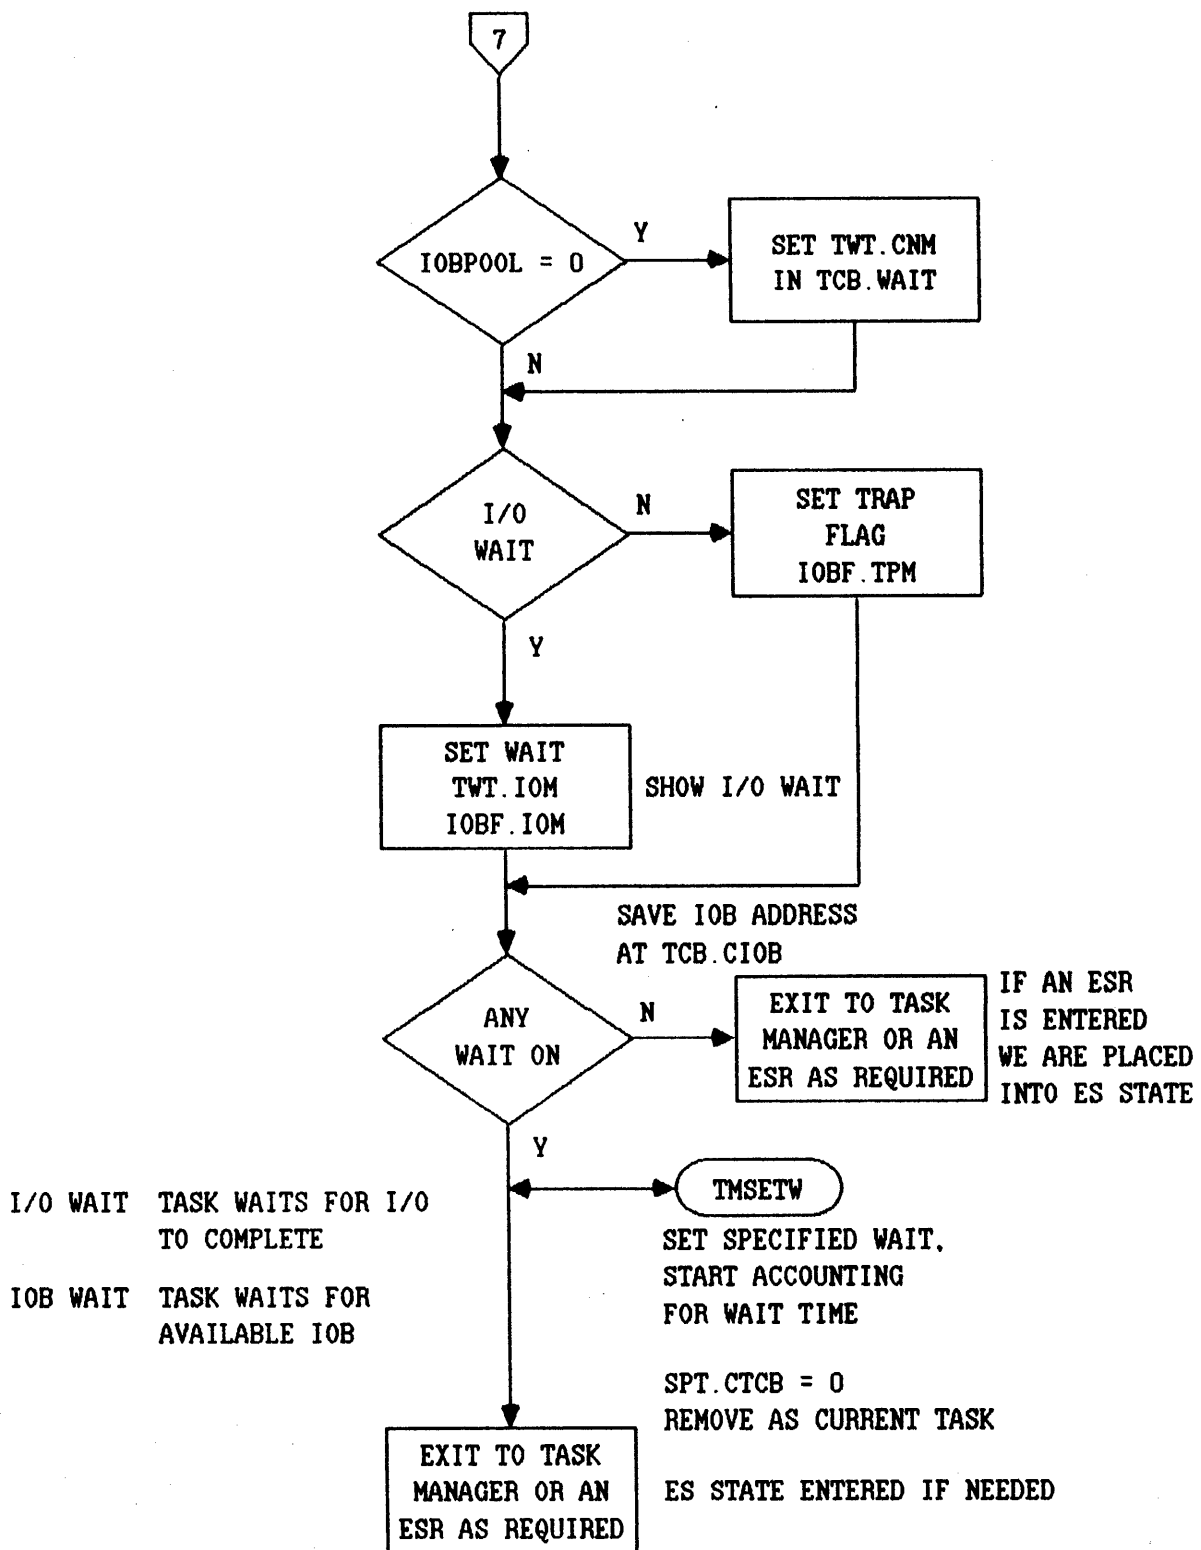 7
IOBPOOL = 0
Y
SET TWT.CNM
IN TCB.WAIT
N
I/O
WAIT
N
SET TRAP
FLAG
IOBF.TPM
Y
SET WAIT
TWT.IOM
IOBF.IOM
SHOW I/O WAIT
SAVE IOB ADDRESS
AT TCB.CIOB
ANY
WAIT ON
N
EXIT TO TASK
MANAGER OR AN
ESR AS REQUIRED
IF AN ESR
IS ENTERED
WE ARE PLACED
INTO ES STATE
Y
TMSETW
I/O WAIT TASK WAITS FOR I/O
TO COMPLETE
IOB WAIT TASK WAITS FOR
AVAILABLE IOB
SET SPECIFIED WAIT,
START ACCOUNTING
FOR WAIT TIME
SPT.CTCB = 0
REMOVE AS CURRENT TASK
EXIT TO TASK
MANAGER OR AN
ESR AS REQUIRED
ES STATE ENTERED IF NEEDED